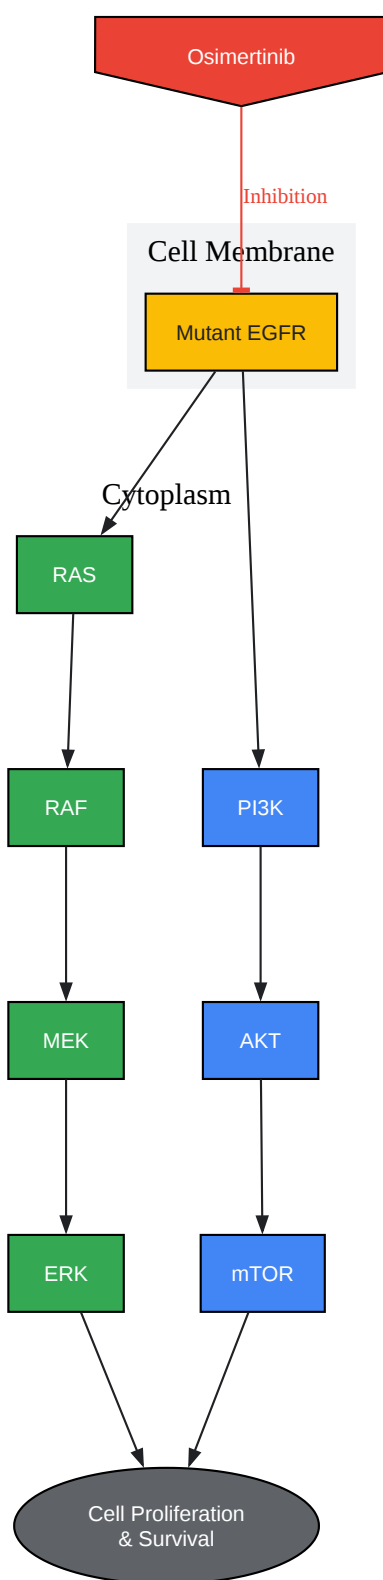 Osimertinib
Inhibition
Cell Membrane
Mutant EGFR
Cytoplasm
RAS
RAF
PI3K
MEK
AKT
ERK
mTOR
Cell Proliferation
& Survival